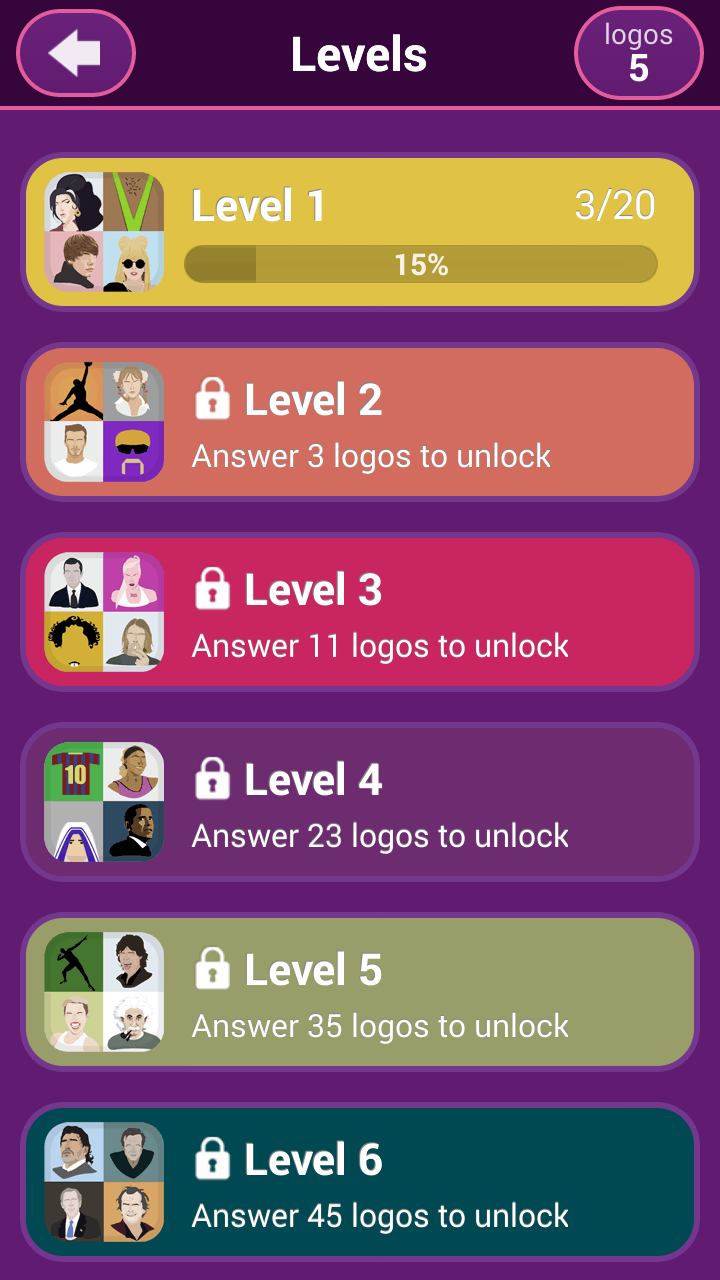 Levels
logos
5
Level 1
3/20
15%
Level 2
Answer 3 logos to unlock
Level 3
Answer 11 logos to unlock
10
Level 4
Answer 23 logos to unlock
Level 5
Answer 35 logos to unlock
Level 6
Answer 45 logos to unlock